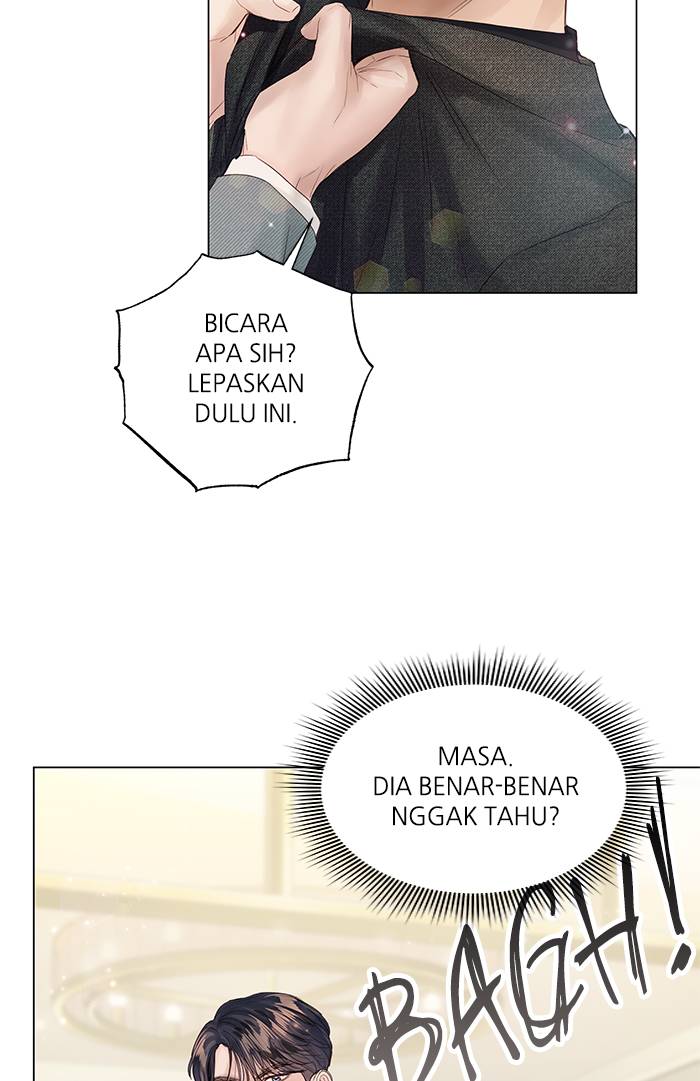 BICARA
APA SIH?
LEPASKAN
DULU INI.
MASA.
DIA BENAR-BENAR
NGGAK TAHU?
BAGH!